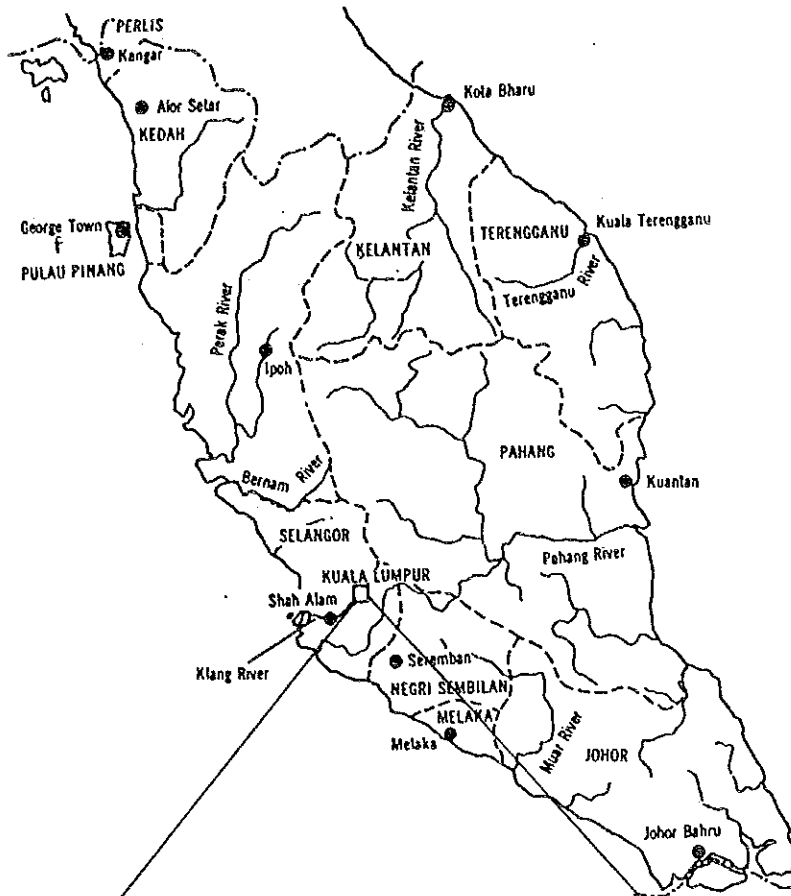 PERLIS
Kangar
Alor Setar
KEDAH
Kota Bharu
Kelantan River
George Town
PULAU PINANG
KELANTAN
TERENGGANU
Kuala Terengganu
Terengganu River
Perak River
Ipoh
PAHANG
Bernam River
Kuantan
SELANGOR
Pahang River
KUALA LUMPUR
Shah Alam
Klang River
Seremban
NEGRI SEMBILAN
MELAKA
Melaka
Muar River
JOHOR
Johor Bahru